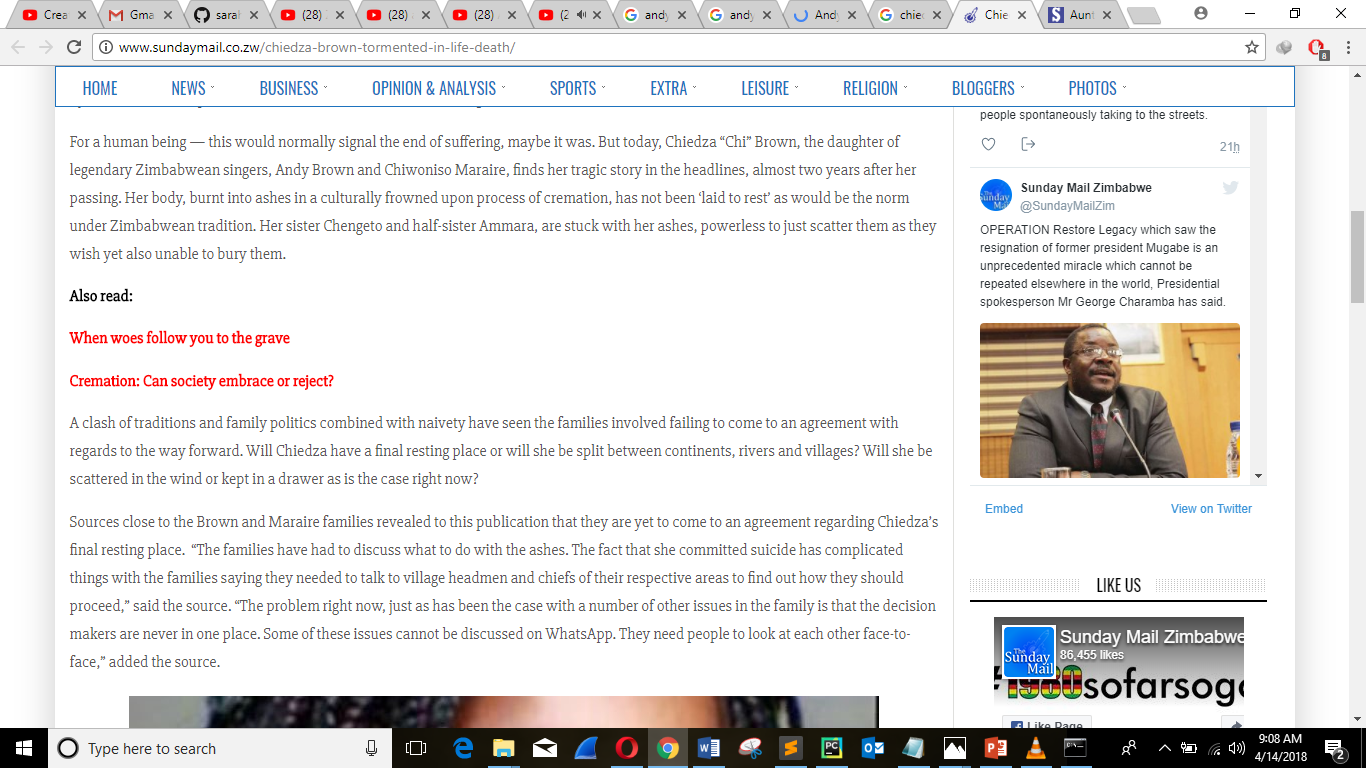 Crea
Gma
sarah
(28)
(28)
(28)
(2
andy
andy
Andy
chied
Chie
Aunt
www.sundaymail.co.zw/chiedza-brown-tormented-in-life-death/
8
HOME NEWS BUSINESS OPINION & ANALYSIS SPORTS EXTRA LEISURE RELIGION BLOGGERS PHOTOS
For a human being — this would normally signal the end of suffering, maybe it was. But today, Chiedza “Chi” Brown, the daughter of
legendary Zimbabwean singers, Andy Brown and Chiwoniso Maraire, finds her tragic story in the headlines, almost two years after her
passing. Her body, burnt into ashes in a culturally frowned upon process of cremation, has not been ‘laid to rest’ as would be the norm
under Zimbabwean tradition. Her sister Chengeto and half-sister Ammara, are stuck with her ashes, powerless to just scatter them as they
wish yet also unable to bury them.
Also read:
When woes follow you to the grave
Cremation: Can society embrace or reject?
A clash of traditions and family politics combined with naivety have seen the families involved failing to come to an agreement with
regards to the way forward. Will Chiedza have a final resting place or will she be split between continents, rivers and villages? Will she be
scattered in the wind or kept in a drawer as is the case right now?
Sources close to the Brown and Maraire families revealed to this publication that they are yet to come to an agreement regarding Chiedza’s
final resting place.  “The families have had to discuss what to do with the ashes. The fact that she committed suicide has complicated
things with the families saying they needed to talk to village headmen and chiefs of their respective areas to find out how they should
proceed,” said the source. “The problem right now, just as has been the case with a number of other issues in the family is that the decision
makers are never in one place. Some of these issues cannot be discussed on WhatsApp. They need people to look at each other face-to-
face,” added the source.
people spontaneously taking to the streets.
21h
Sunday Mail Zimbabwe
@SundayMailZim
OPERATION Restore Legacy which saw the
resignation of former president Mugabe is an
unprecedented miracle which cannot be
repeated elsewhere in the world, Presidential
spokesperson Mr George Charamba has said.
Embed View on Twitter
LIKE US
The Sunday Mail
Sunday Mail Zimbabwe
86,455 likes
#1980sofarsogo
Like Page
Type here to search
9:08 AM
4/14/2018
2